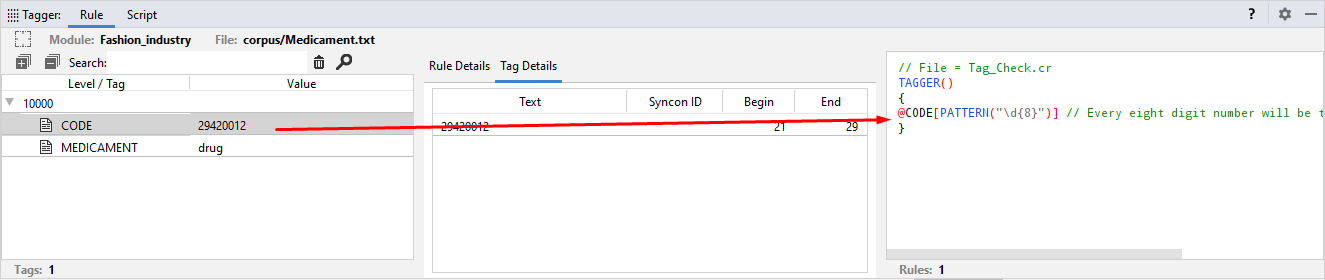 Tagger: Rule Script ?
Module: Fashion_industry File: corpus/Medicament.txt
Search:
Level / Tag Value
10000
CODE 29420012
MEDICAMENT drug
Tags: 1
Rule Details Tag Details
Text Syncon ID Begin End
29420012 21 29
// File = Tag_Check.cr
TAGGER()
{
@CODE[PATTERN("\d{8}")] // Every eight digit number will be t
}
Rules: 1